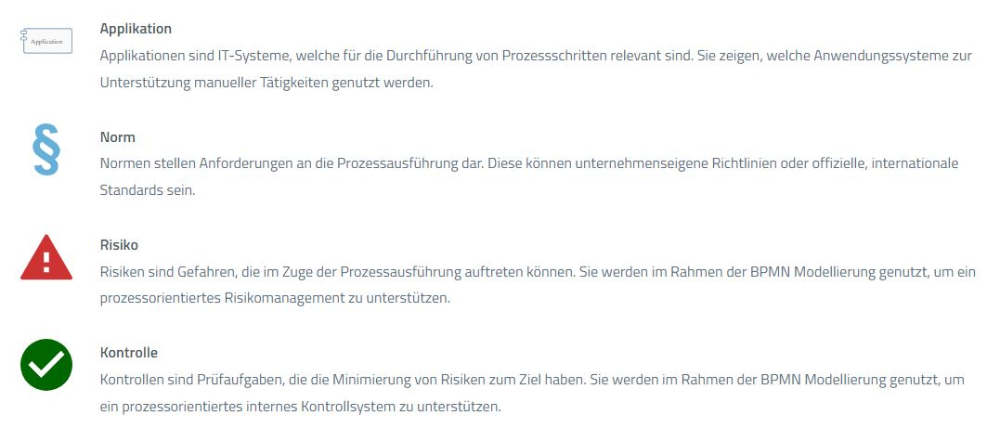 Applikation
Application
Applikationen sind IT-Systeme, welche für die Durchführung von Prozessschritten relevant sind. Sie zeigen, welche Anwendungssysteme zur
Unterstützung manueller Tätigkeiten genutzt werden.
§
Norm
Normen stellen Anforderungen an die Prozessausführung dar. Diese können unternehmenseigene Richtlinien oder offizielle, internationale
Standards sein.
Risiko
Risiken sind Gefahren, die im Zuge der Prozessausführung auftreten können. Sie werden im Rahmen der BPMN Modellierung genutzt, um ein
prozessorientiertes Risikomanagement zu unterstützen.
Kontrolle
Kontrollen sind Prüfaufgaben, die die Minimierung von Risiken zum Ziel haben. Sie werden im Rahmen der BPMN Modellierung genutzt, um
ein prozessorientiertes internes Kontrollsystem zu unterstützen.